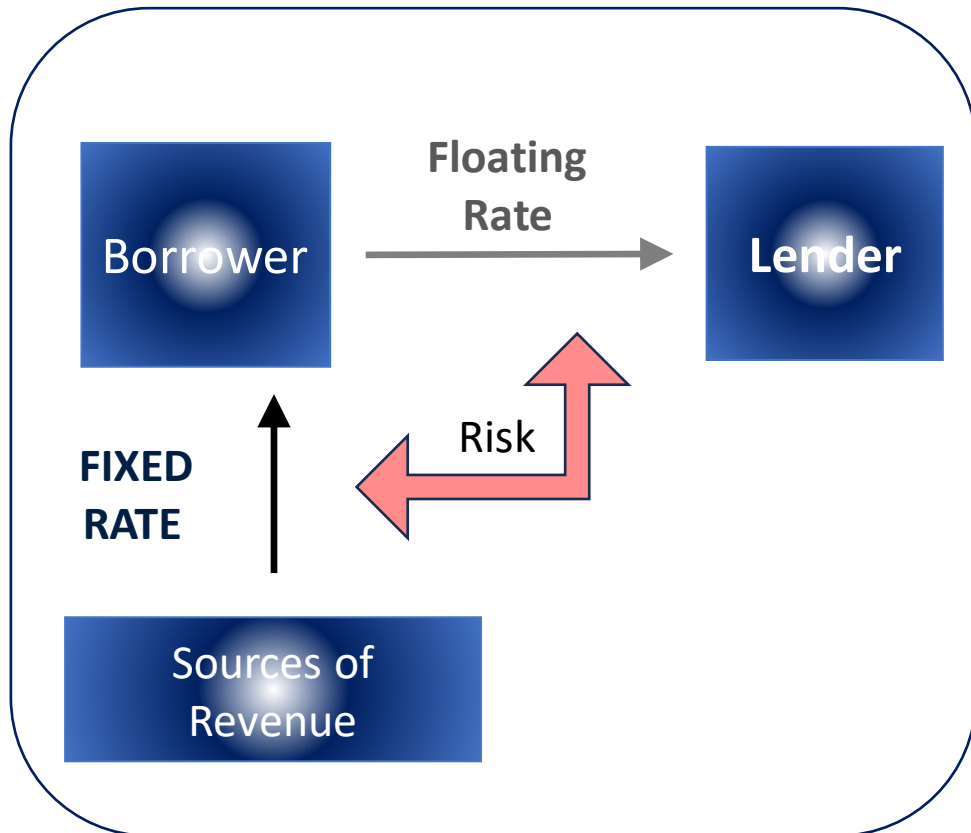 Floating
Rate
Borrower
Lender
Risk
FIXED
RATE
Sources of
Revenue